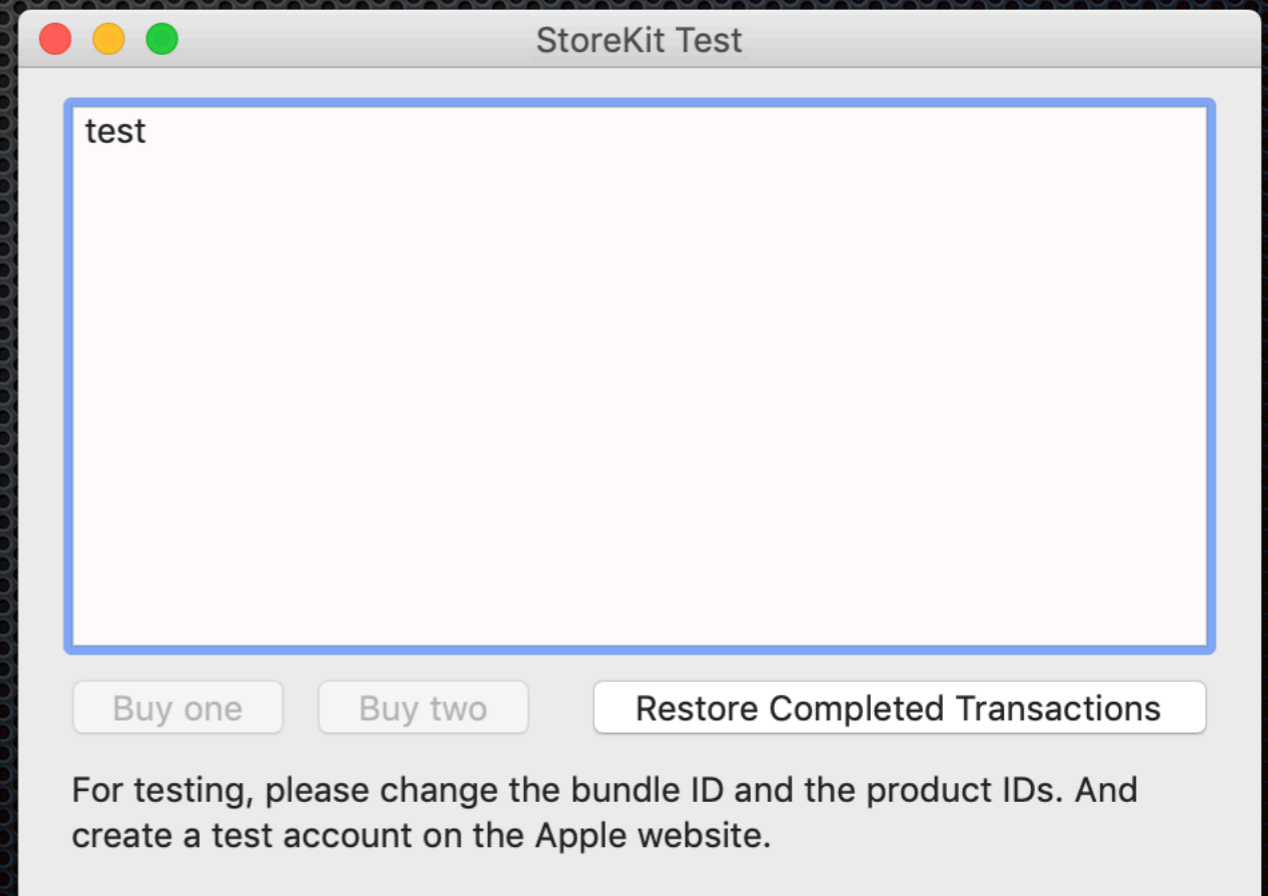 StoreKit Test
test
Buy one
Buy two
Restore Completed Transactions
For testing, please change the bundle ID and the product IDs. And
create a test account on the Apple website.